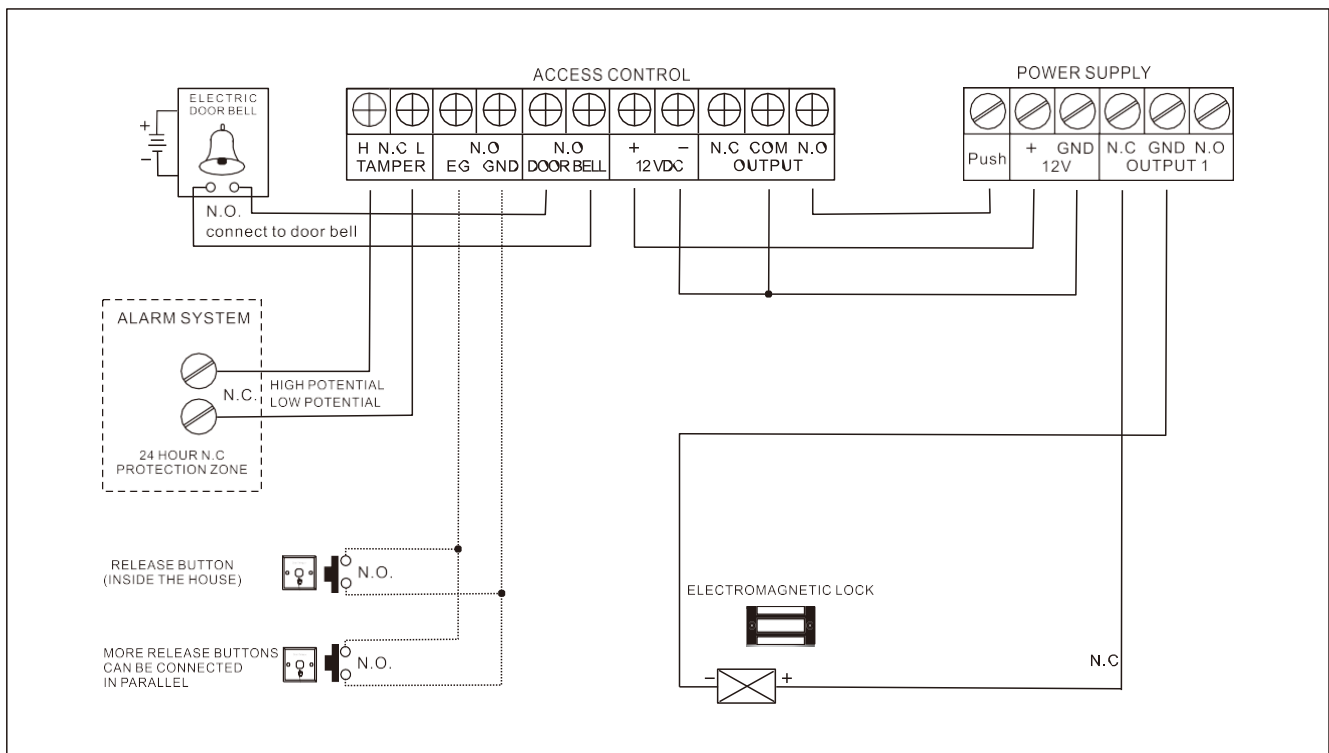 ACCESS CONTROL
POWER SUPPLY
ELECTRIC
DOOR BELL
+
−
H N.C L
TAMPER
N.O
EG GND
N.O
DOOR BELL
+ −
12 VDC
N.C COM N.O
OUTPUT
Push
+ GND
12V
N.C GND N.O
OUTPUT 1
N.O.
connect to door bell
ALARM SYSTEM
N.C.
HIGH POTENTIAL
LOW POTENTIAL
24 HOUR N.C
PROTECTION ZONE
RELEASE BUTTON
(INSIDE THE HOUSE)
N.O.
MORE RELEASE BUTTONS
CAN BE CONNECTED
IN PARALLEL
N.O.
ELECTROMAGNETIC LOCK
N.C
− +